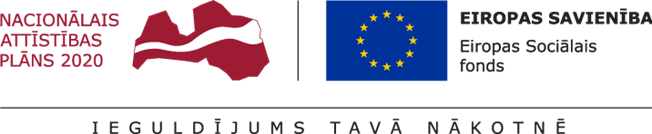 NACIONĀLAIS
ATTĪSTĪBAS
PLĀNS 2020
EIROPAS SAVIENĪBA
Eiropas Sociālais
fonds
IEGULDĪJUMS TAVĀ NĀKOTNĒ